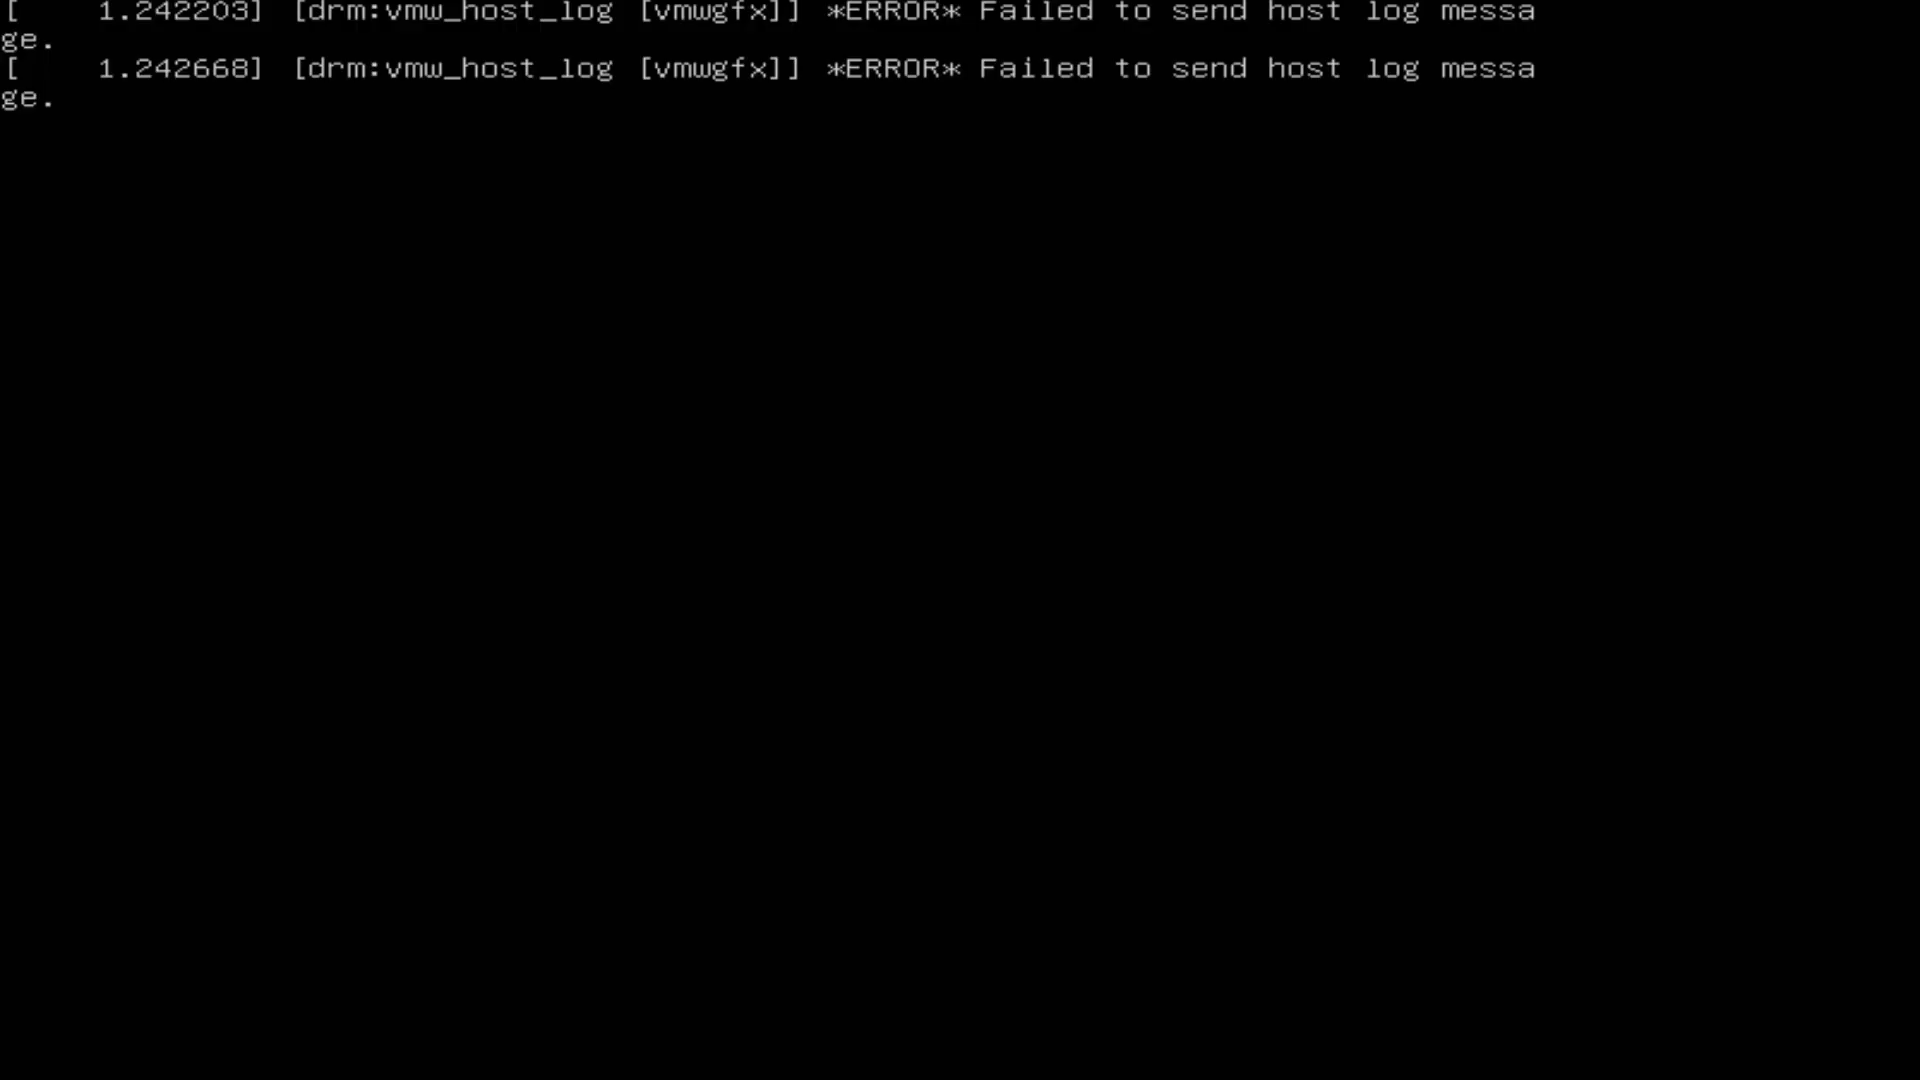 [    1.242203] [drm:vmw_host_log [vmwgfx]] *ERROR* Failed to send host log messa
ge.
[    1.242668] [drm:vmw_host_log [vmwgfx]] *ERROR* Failed to send host log messa
ge.